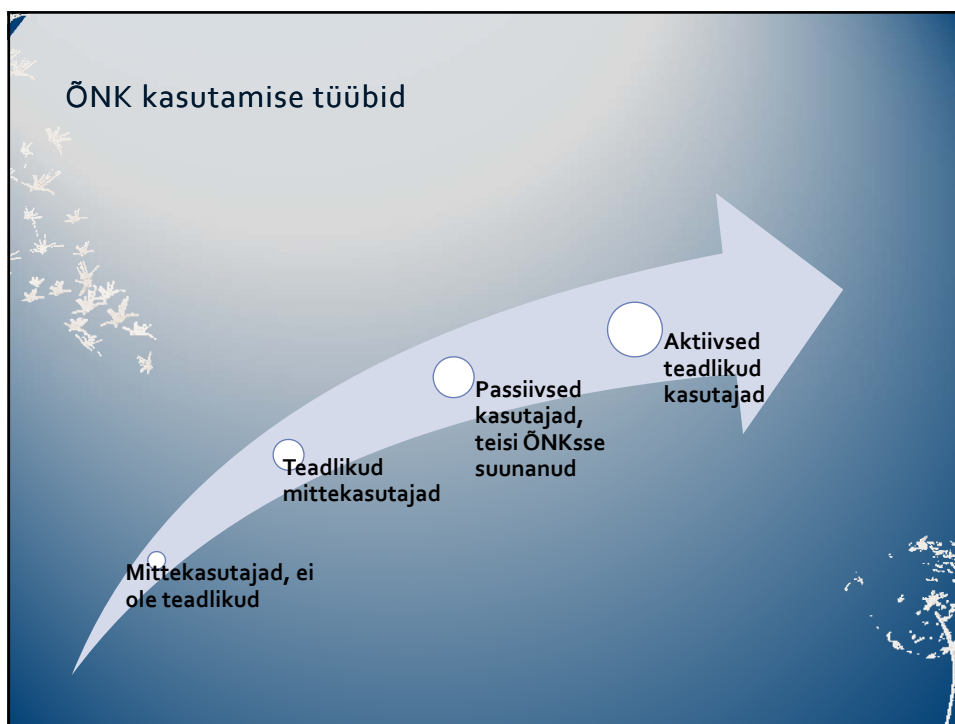 ÕNK kasutamise tüübid
Aktiivsed
teadlikud
kasutajad
Passiivsed
kasutajad,
teisi ÕNKsse
suunanud
Teadlikud
mittekasutajad
Mittekasutajad, ei
ole teadlikud